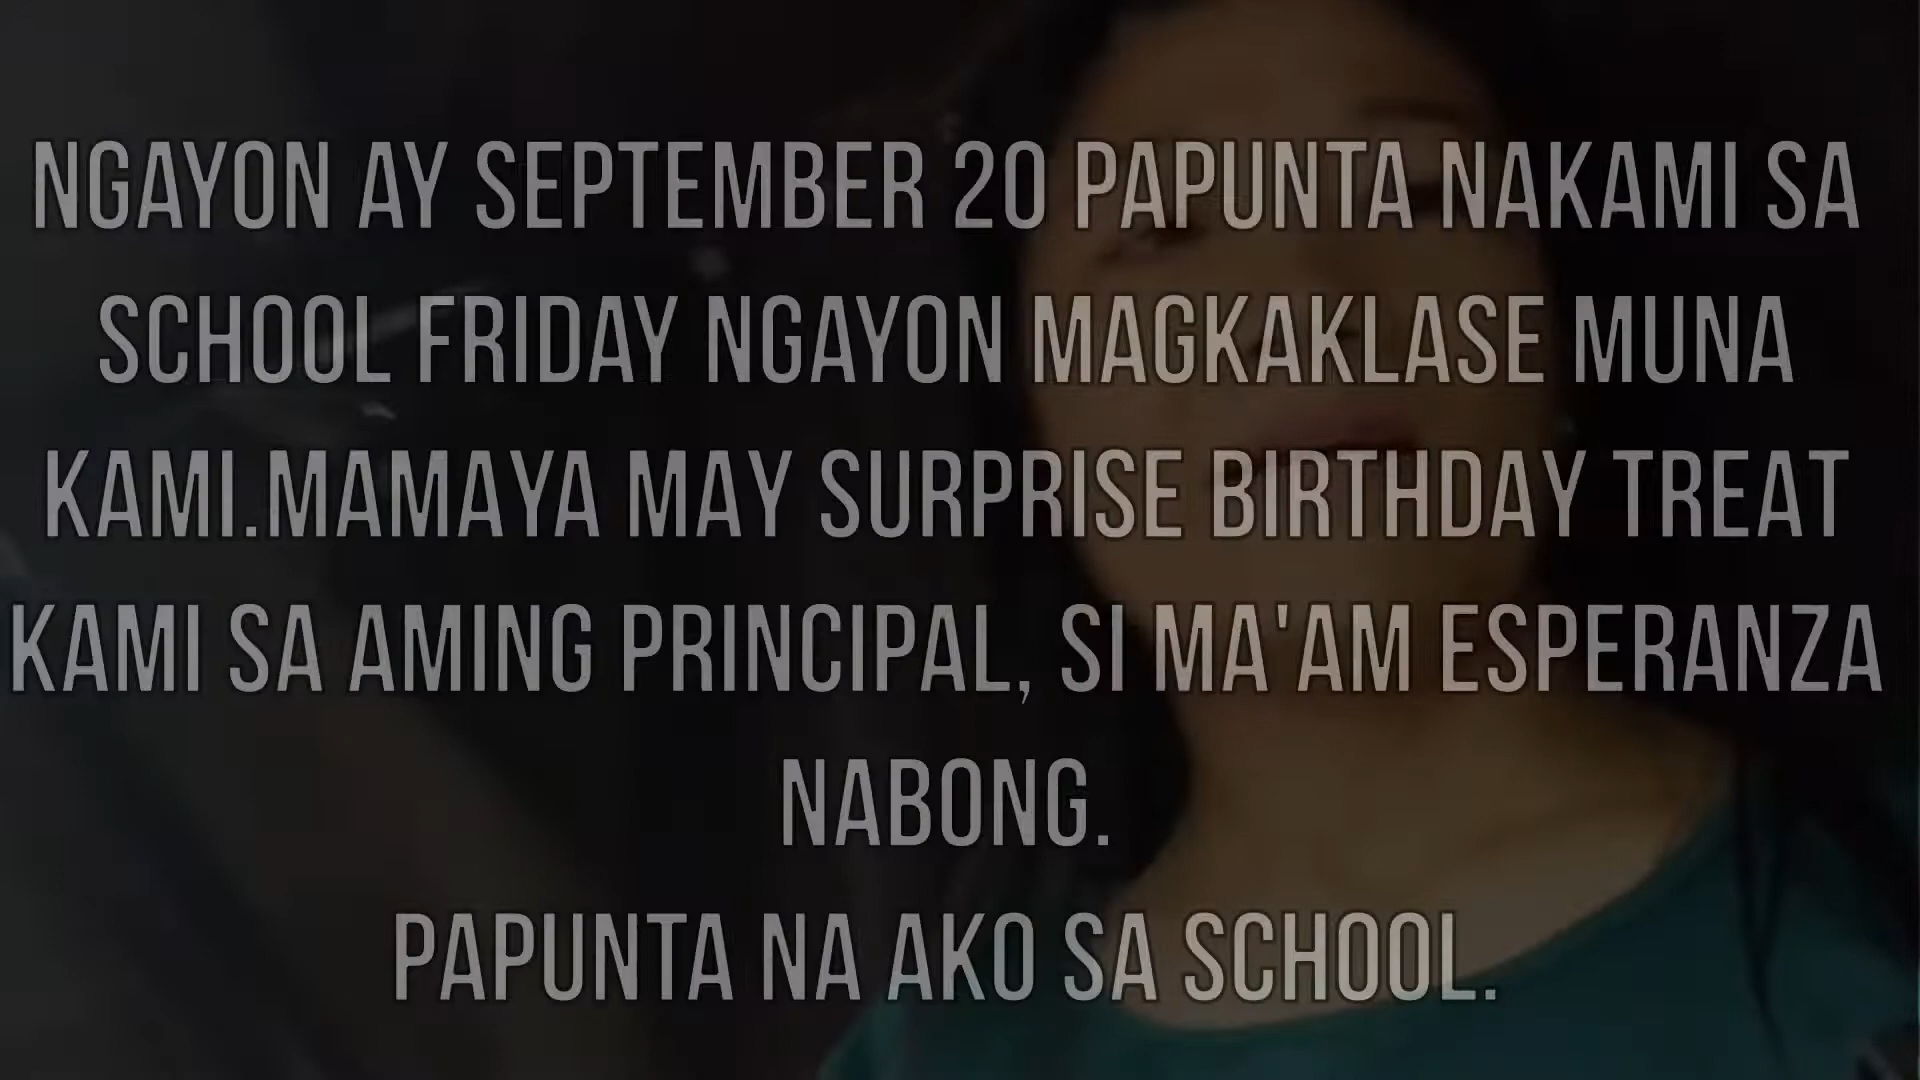 NGAYON AY SEPTEMBER 20 PAPUNTA NAKAMI SA
SCHOOL FRIDAY NGAYON MAGKAKLASE MUNA
KAMI.MAMAYA MAY SURPRISE BIRTHDAY TREAT
KAMI SA AMING PRINCIPAL, SI MA'AM ESPERANZA
NABONG.
PAPUNTA NA AKO SA SCHOOL.